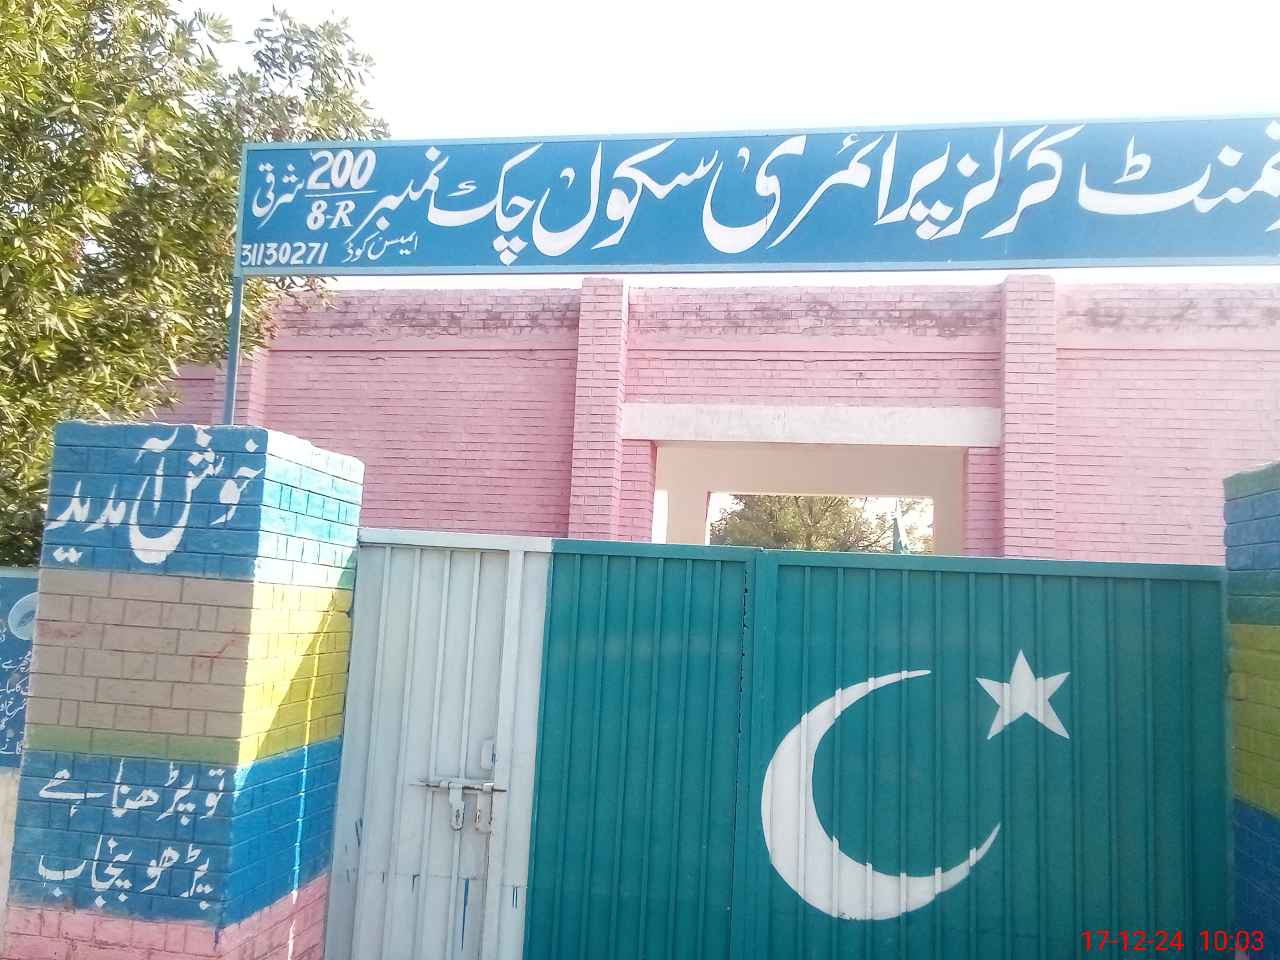 نمنٹ گرلز پرائمری سکول چک نمبر 200/8-R شرقی
ایمس کوڈ 31130271
خوش آمدید
تو پڑھنا ہے
پڑھو پنجاب
17-12-24 10:03